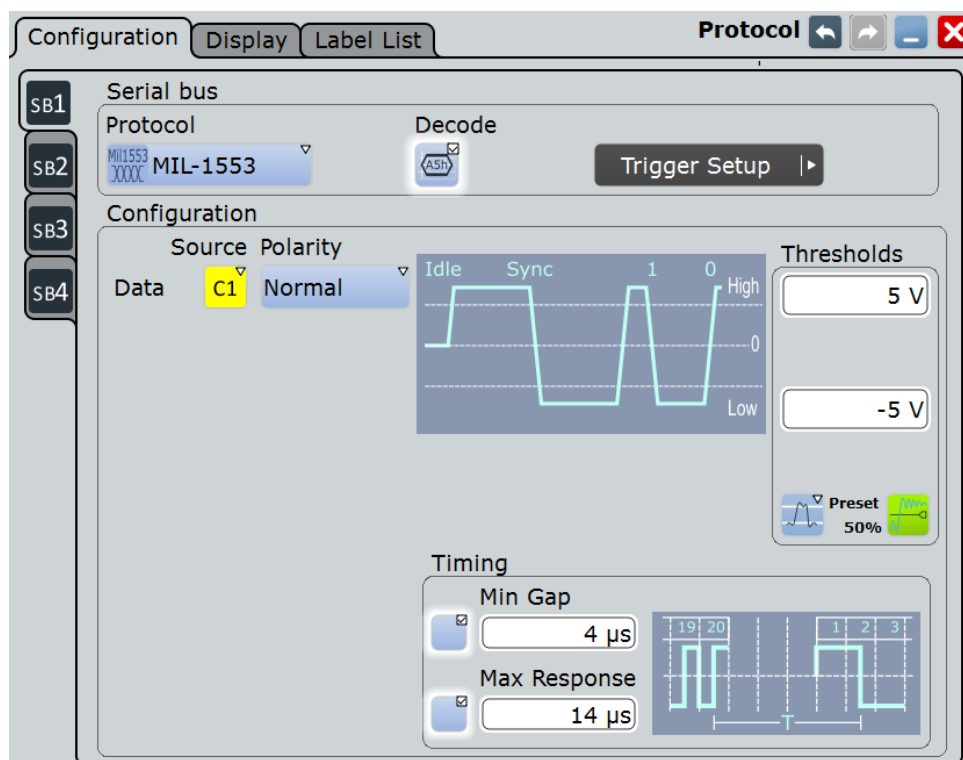 Configuration Display Label List Protocol
Serial bus
SB1
Protocol Decode
Mil1553 XXXX MIL-1553 A5h Trigger Setup
SB2
Configuration
SB3
Source Polarity Thresholds
SB4
Data C1 Normal
Idle Sync 1 0
High
5 V
0
Low
-5 V
Preset
50%
Timing
Min Gap
4 µs
19 20 1 2 3
Max Response
14 µs
T